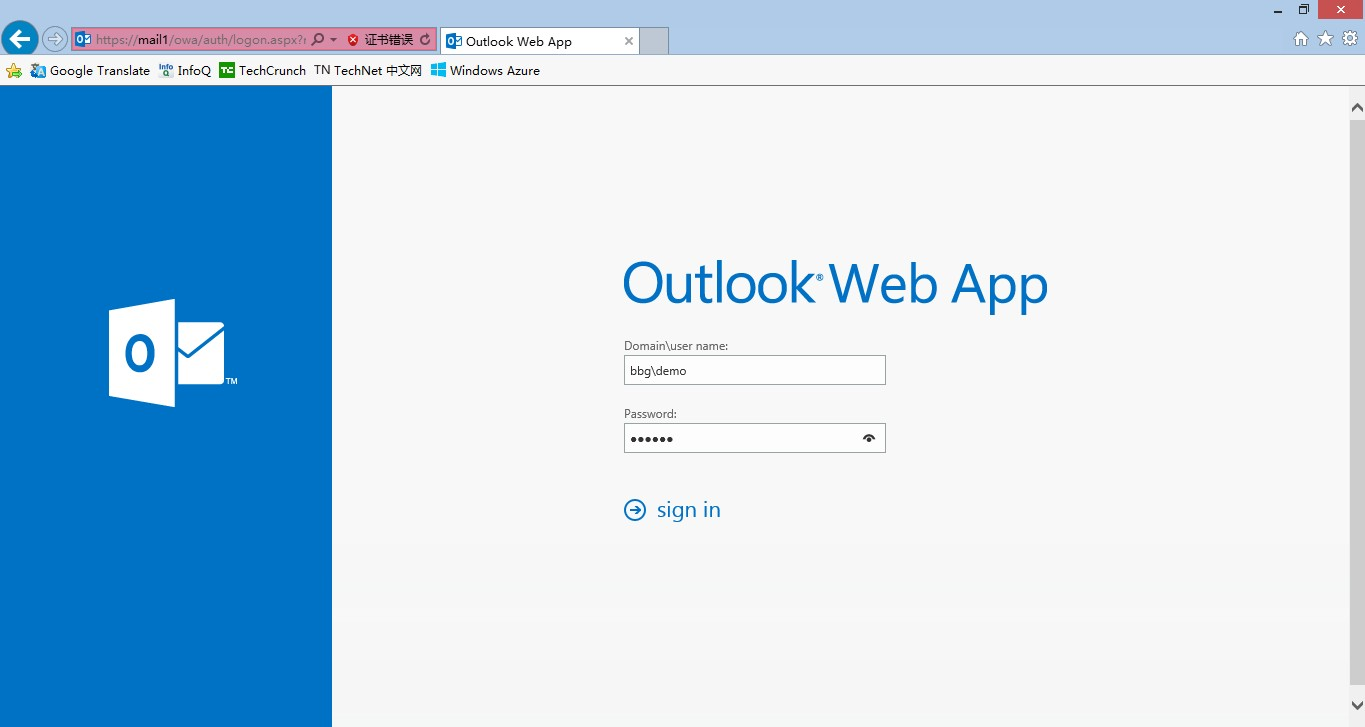 https://mail1/owa/auth/logon.aspx?r
证书错误
Outlook Web App
Google Translate
InfoQ
TechCrunch
TN TechNet 中文网
Windows Azure
O
TM
Outlook® Web App
Domain\user name:
bbg\demo
Password:
••••••
sign in